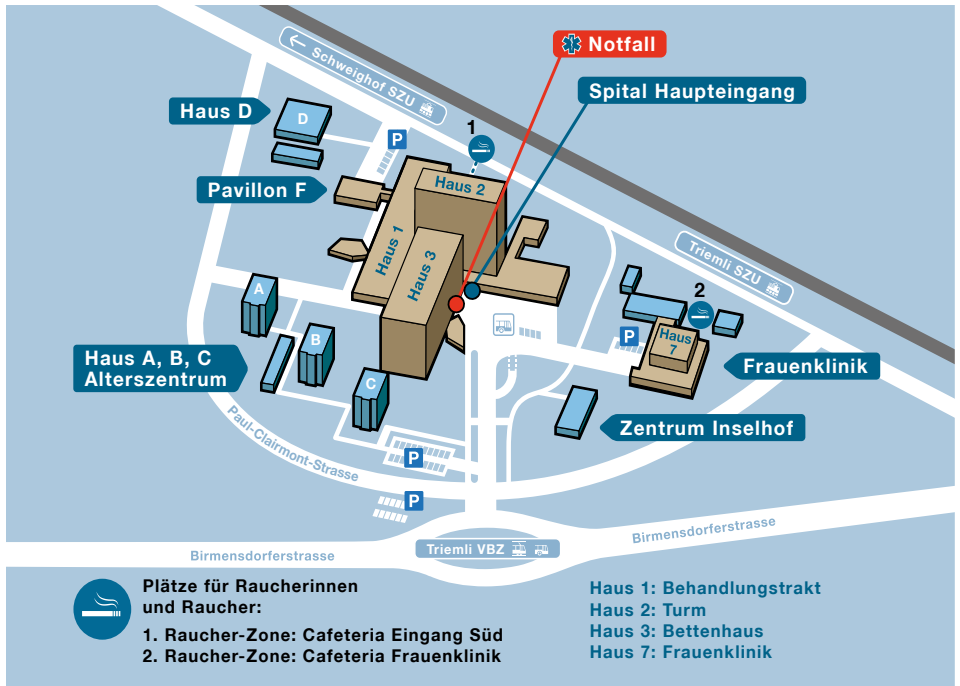 Notfall
Schweighof SZU
Spital Haupteingang
Haus D
D
P
1
Pavillon F
Haus 2
Haus 1
Haus 3
Triemli SZU
A
2
B
P
Haus
7
Haus A, B, C
Alterszentrum
Frauenklinik
C
Zentrum Inselhof
Paul-Clairmont-Strasse
P
P
Birmensdorferstrasse
Triemli VBZ
Birmensdorferstrasse
Plätze für Raucherinnen
und Raucher:
1. Raucher-Zone: Cafeteria Eingang Süd
2. Raucher-Zone: Cafeteria Frauenklinik
Haus 1: Behandlungstrakt
Haus 2: Turm
Haus 3: Bettenhaus
Haus 7: Frauenklinik